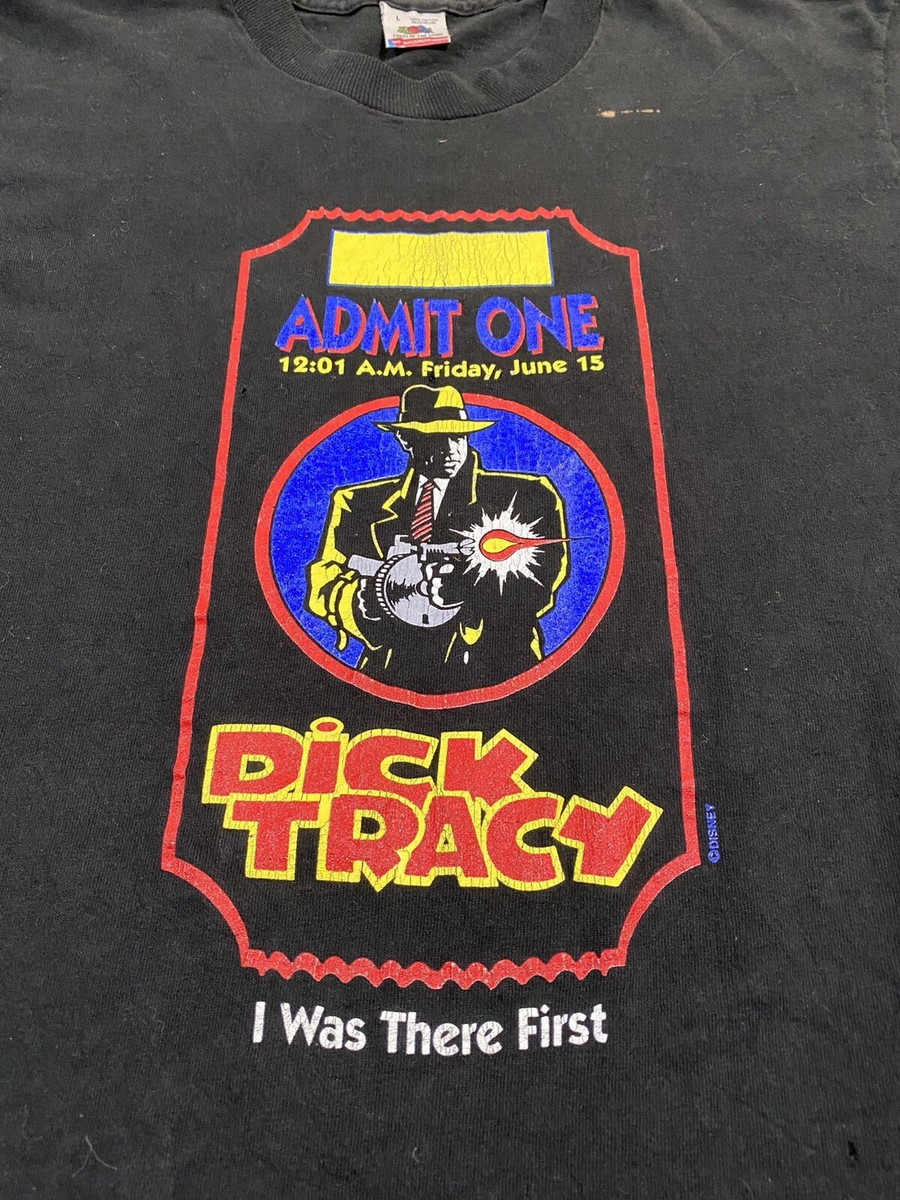 L
ADMIT ONE
12:01 A.M. Friday, June 15
DiCK
TRACY
©DISNEY
I Was There First